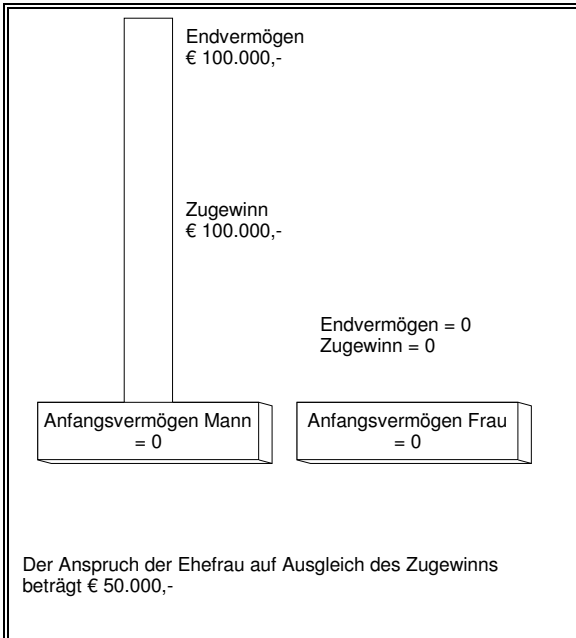 Endvermögen
€ 100.000,-
Zugewinn
€ 100.000,-
Endvermögen = 0
Zugewinn = 0
Anfangsvermögen Mann
= 0
Anfangsvermögen Frau
= 0
Der Anspruch der Ehefrau auf Ausgleich des Zugewinns
beträgt € 50.000,-